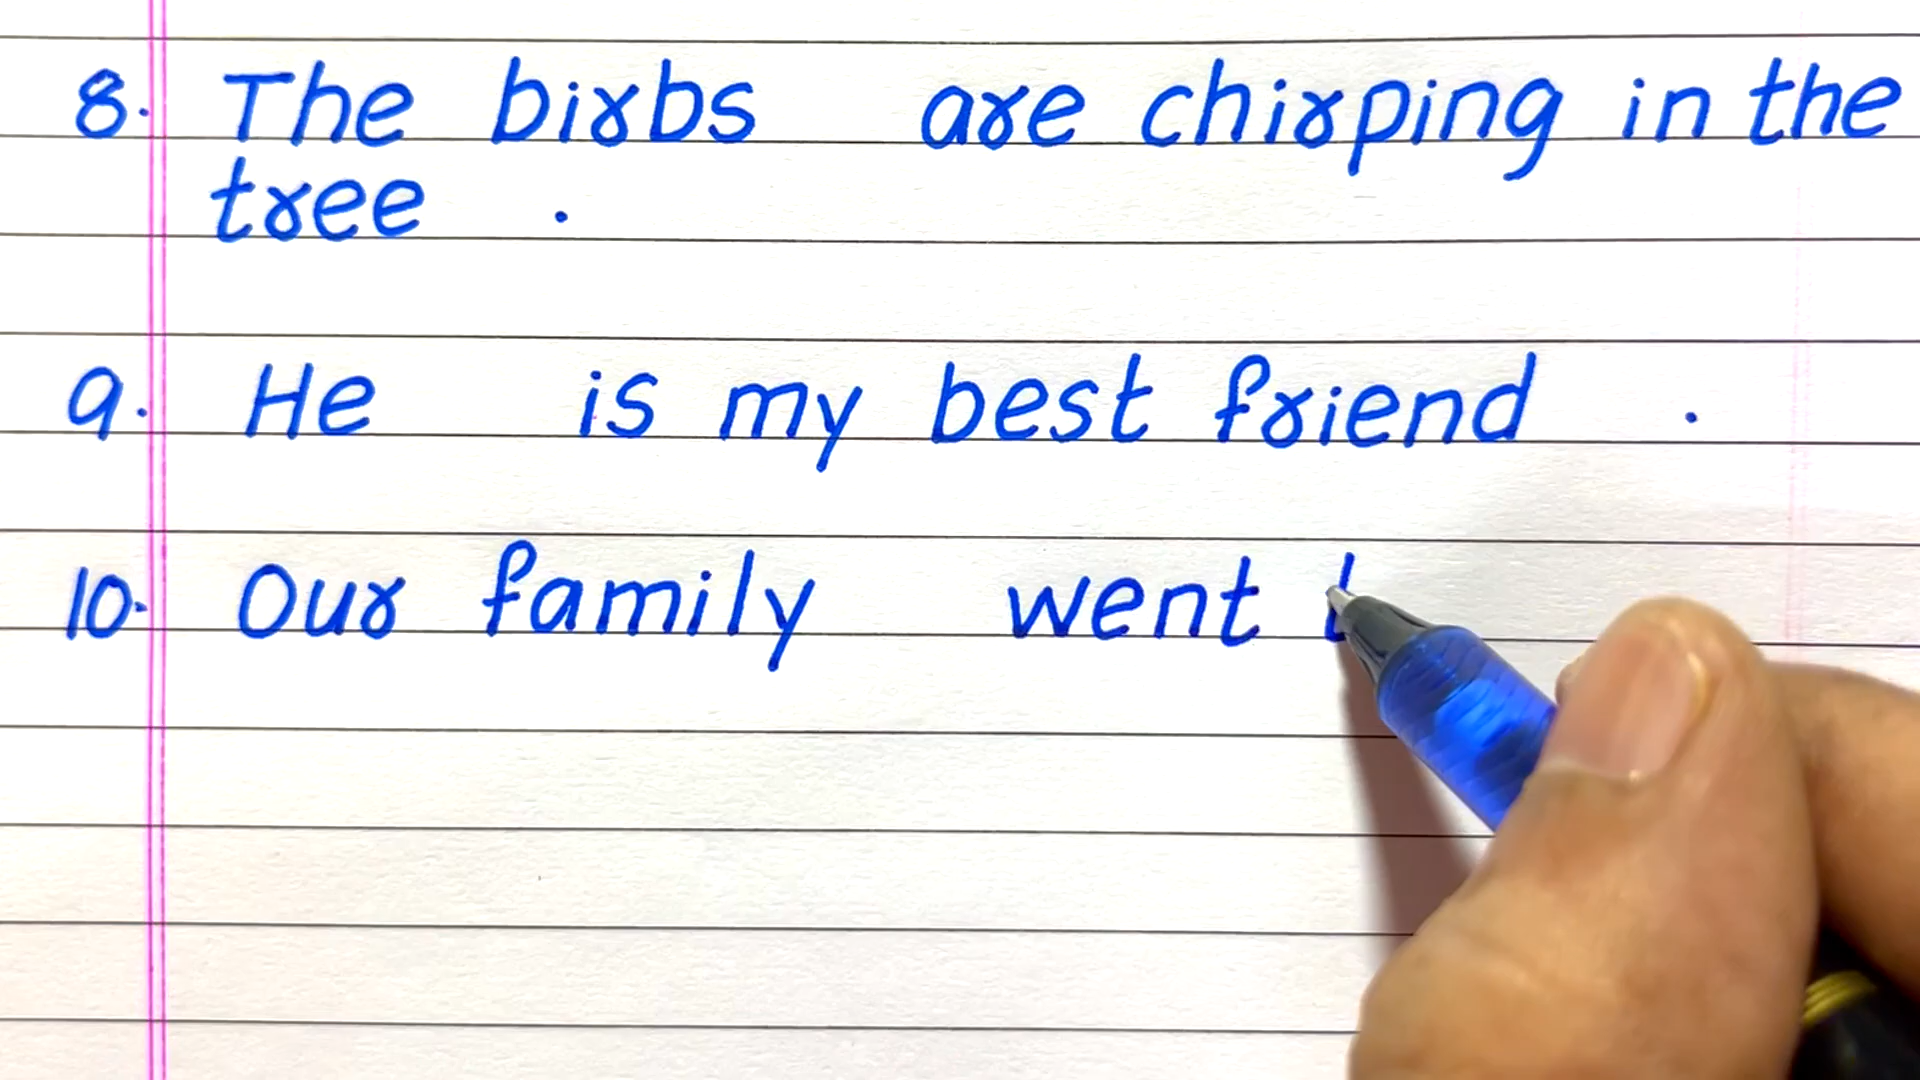 8. The birbs are chirping in the
tree .
9. He is my best friend .
10. Our family went t